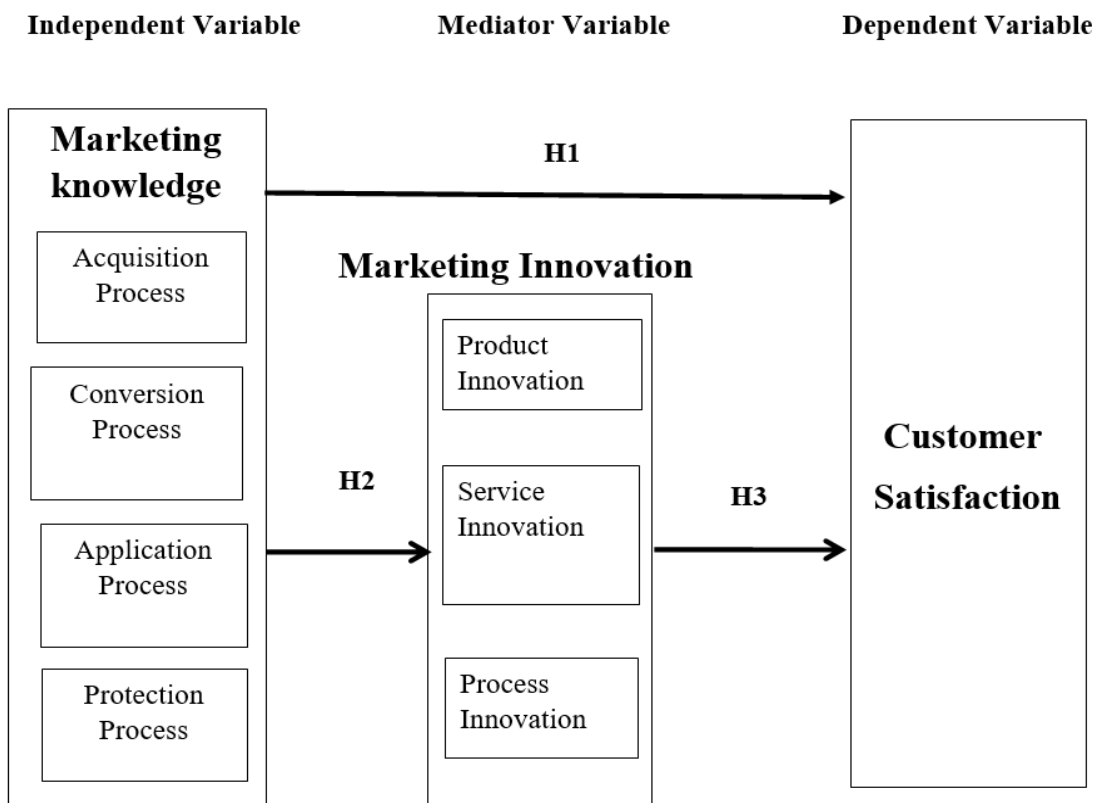 Independent Variable
Mediator Variable
Dependent Variable
Marketing
knowledge
Acquisition
Process
Conversion
Process
Application
Process
Protection
Process
H1
H2
Marketing Innovation
Product
Innovation
Service
Innovation
Process
Innovation
H3
Customer
Satisfaction